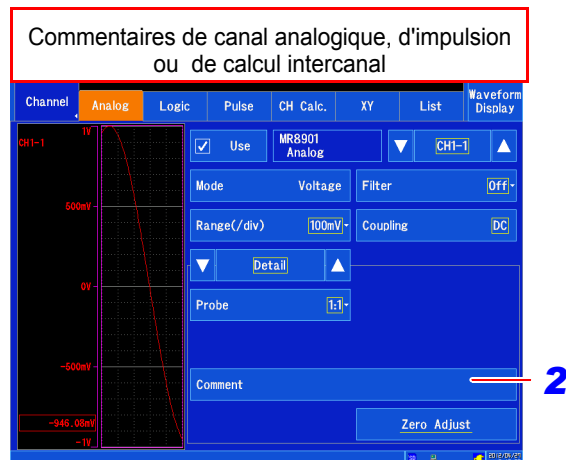 Commentaires de canal analogique, d'impulsion
ou de calcul intercanal
Channel Analog Logic Pulse CH Calc. XY List Waveform Display
CH1-1
1V
500mV
0V
-500mV
-946.08mV
-1V
Use MR8901 Analog CH1-1
Mode Voltage Filter Off
Range(/div) 100mV Coupling DC
Detail
Probe 1:1
Comment
2
Zero Adjust